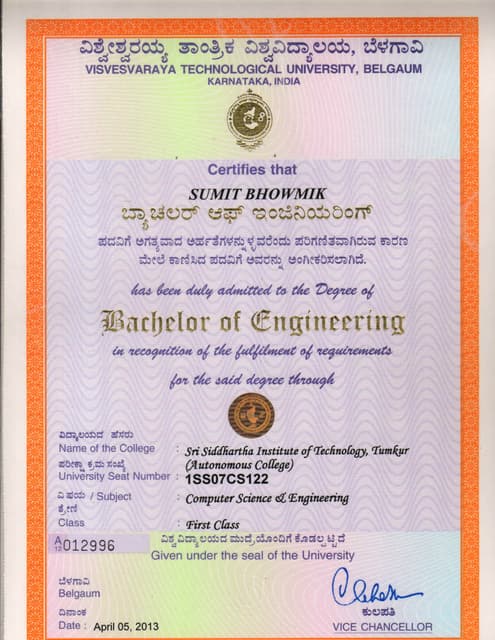 ವಿಶ್ವೇಶ್ವರಯ್ಯ ತಾಂತ್ರಿಕ ವಿಶ್ವವಿದ್ಯಾಲಯ, ಬೆಳಗಾವಿ
VISVESVARAYA TECHNOLOGICAL UNIVERSITY, BELGAUM
KARNATAKA, INDIA
Certifies that
SUMIT BHOWMIK
ಬ್ಯಾಚಲರ್ ಆಫ್ ಇಂಜಿನಿಯರಿಂಗ್
ಪದವಿಗೆ ಅಗತ್ಯವಾದ ಅರ್ಹತೆಗಳನ್ನುಳ್ಳವರೆಂದು ಪರಿಗಣಿತವಾಗಿರುವ ಕಾರಣ
ಮೇಲೆ ಕಾಣಿಸಿದ ಪದವಿಗೆ ಅವರನ್ನು ಅಂಗೀಕರಿಸಲಾಗಿದೆ.
has been duly admitted to the Degree of
Bachelor of Engineering
in recognition of the fulfilment of requirements
for the said degree through
ವಿದ್ಯಾಲಯದ ಹೆಸರು
Name of the College : Sri Siddhartha Institute of Technology, Tumkur
(Autonomous College)
ಪರೀಕ್ಷಾ ಕ್ರಮ ಸಂಖ್ಯೆ
University Seat Number : 1SS07CS122
ವಿಷಯ / Subject : Computer Science & Engineering
ಶ್ರೇಣಿ
Class : First Class
012996
ವಿಶ್ವವಿದ್ಯಾಲಯದ ಮುದ್ರೆಯೊಂದಿಗೆ ಕೊಡಲ್ಪಟ್ಟಿದೆ
Given under the seal of the University
ಬೆಳಗಾವಿ
Belgaum
ದಿನಾಂಕ
Date : April 05, 2013
ಕುಲಪತಿ
VICE CHANCELLOR